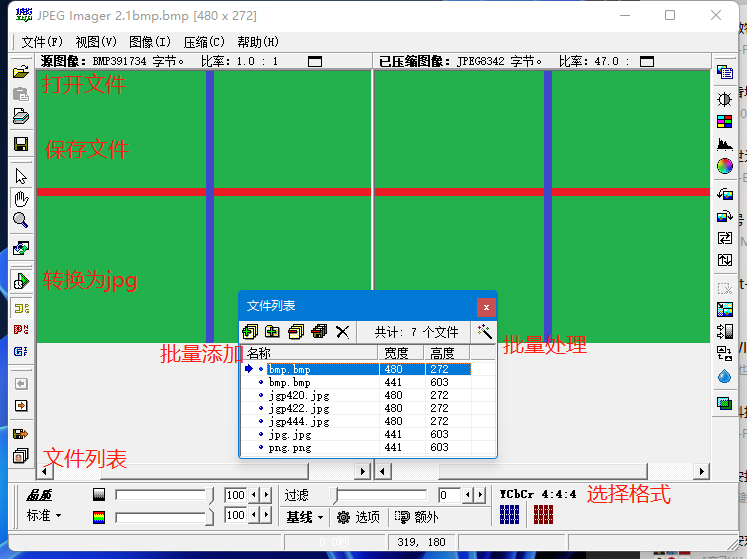 JPEG Imager 2.1bmp.bmp [480 x 272]
文件(F) 视图(V) 图像(I) 压缩(C) 帮助(H)
源图像: BMP391734 字节。 比率: 1.0 : 1
已压缩图像: JPEG8342 字节。 比率: 47.0 :
打开文件
保存文件
转换为jpg
文件列表
共计: 7 个文件
批量添加
批量处理
名称 宽度 高度
bmp.bmp 480 272
bmp.bmp 441 603
jgp420.jpg 480 272
jgp422.jpg 480 272
jgp444.jpg 480 272
jpg.jpg 441 603
png.png 441 603
文件列表
品质 100 过滤 0 YCbCr 4:4:4 选择格式
标准 100 基线 选项 额外
0.0秒 319, 180